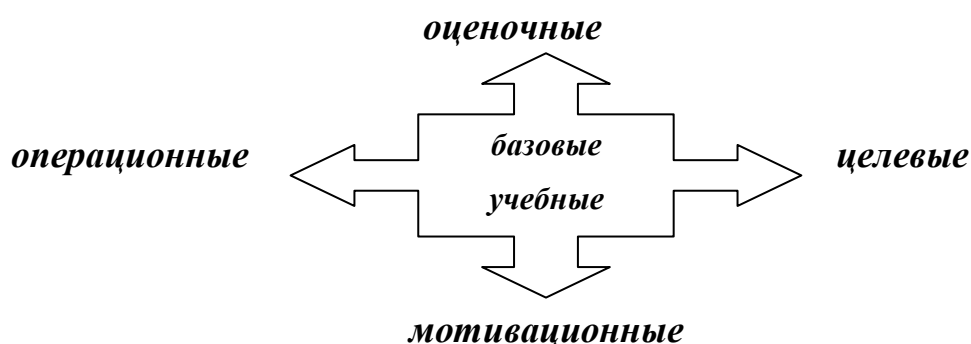 оценочные
операционные
базовые
учебные
целевые
мотивационные